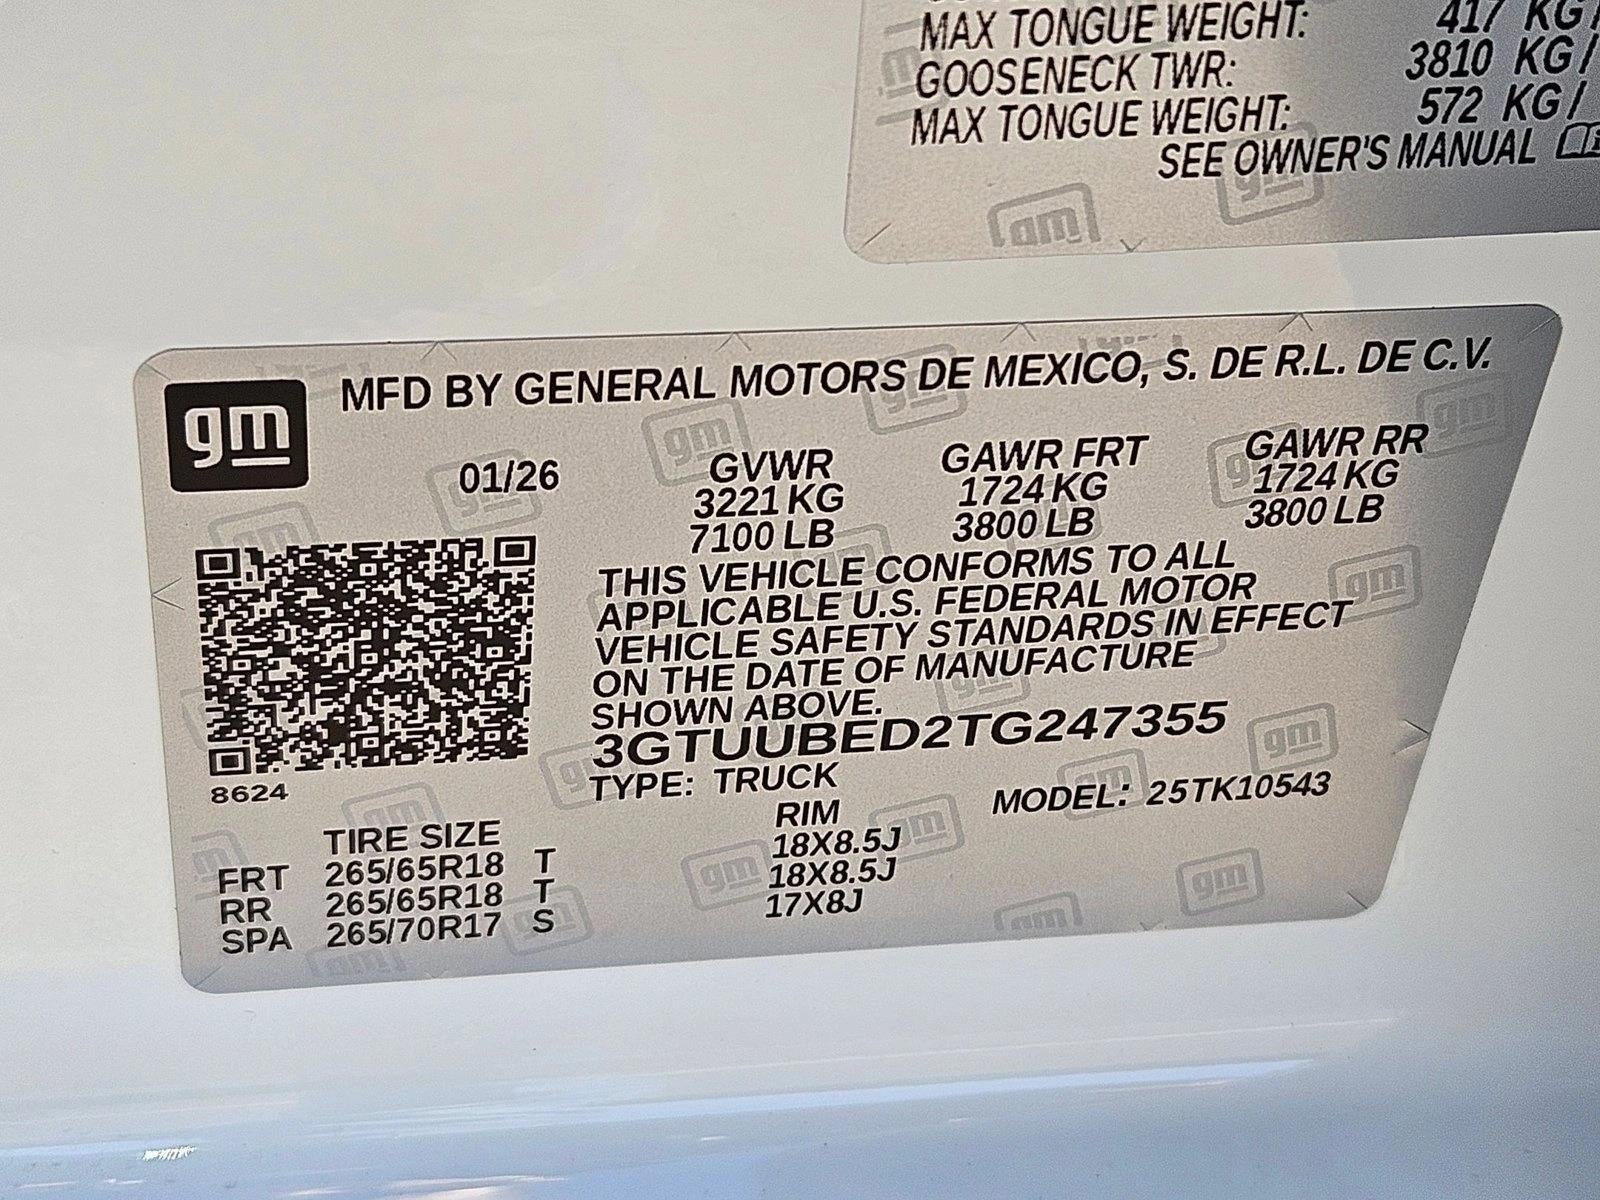 MAX TONGUE WEIGHT: 417 KG/
GOOSENECK TWR: 3810 KG/
MAX TONGUE WEIGHT: 572 KG/
SEE OWNER'S MANUAL
gm MFD BY GENERAL MOTORS DE MEXICO, S. DE R.L. DE C.V.
01/26 GVWR GAWR FRT GAWR RR
3221 KG 1724 KG 1724 KG
7100 LB 3800 LB 3800 LB
THIS VEHICLE CONFORMS TO ALL
APPLICABLE U.S. FEDERAL MOTOR
VEHICLE SAFETY STANDARDS IN EFFECT
ON THE DATE OF MANUFACTURE
SHOWN ABOVE.
3GTUUBED2TG247355
8624 TYPE: TRUCK MODEL: 25TK10543
TIRE SIZE RIM
FRT 265/65R18 T 18X8.5J
RR 265/65R18 T 18X8.5J
SPA 265/70R17 S 17X8J